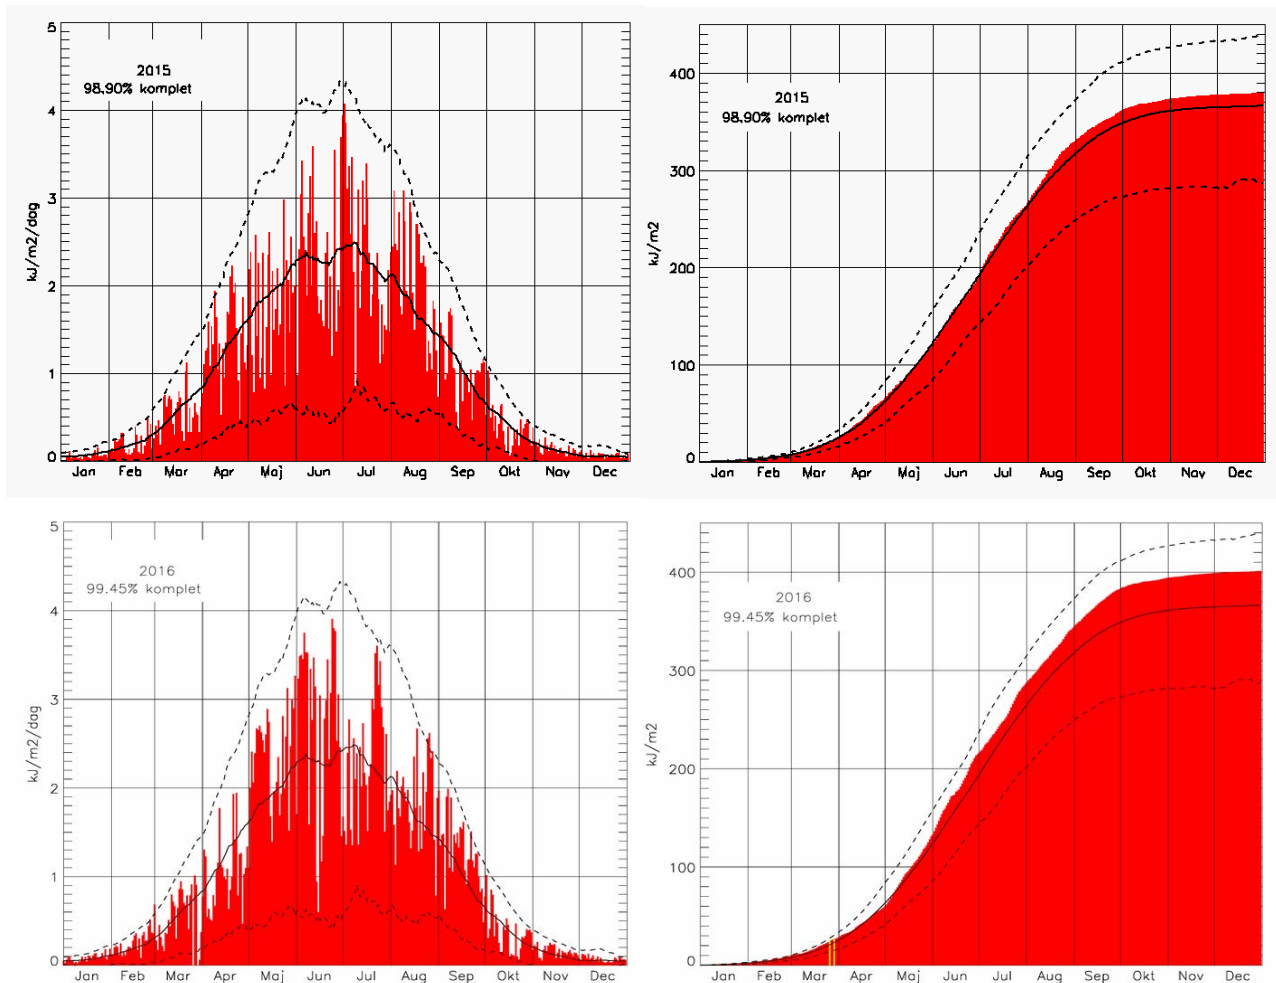 5
4
3
2
1
0
kJ/m2/dag
2015
98.90% komplet
Jan Feb Mar Apr Maj Jun Jul Aug Sep Okt Nov Dec
400
300
200
100
0
kJ/m2
2015
98.90% komplet
Jan Feb Mar Apr Maj Jun Jul Aug Sep Okt Nov Dec
5
4
3
2
1
0
kJ/m2/dag
2016
99.45% komplet
Jan Feb Mar Apr Maj Jun Jul Aug Sep Okt Nov Dec
400
300
200
100
0
kJ/m2
2016
99.45% komplet
Jan Feb Mar Apr Maj Jun Jul Aug Sep Okt Nov Dec